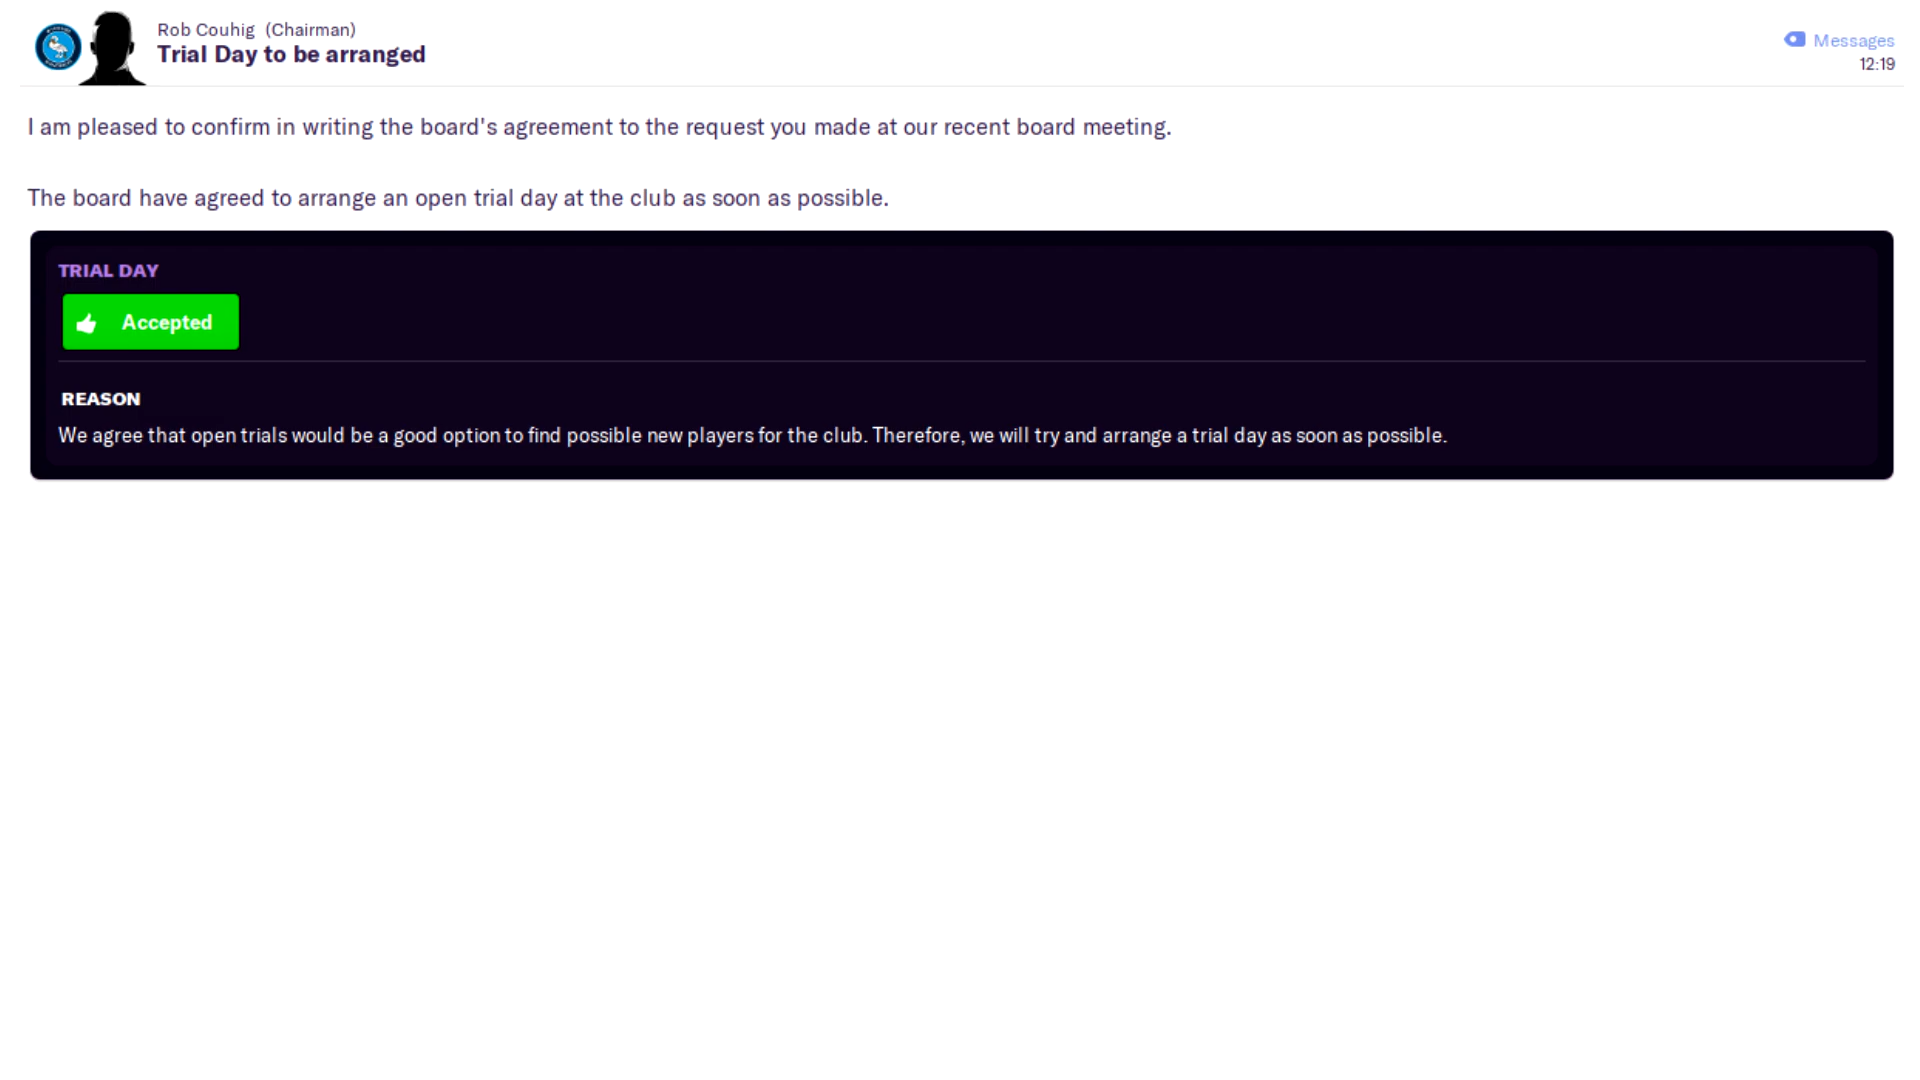 Rob Couhig (Chairman)
Trial Day to be arranged
Messages
12:19
I am pleased to confirm in writing the board's agreement to the request you made at our recent board meeting.
The board have agreed to arrange an open trial day at the club as soon as possible.
TRIAL DAY
Accepted
REASON
We agree that open trials would be a good option to find possible new players for the club. Therefore, we will try and arrange a trial day as soon as possible.